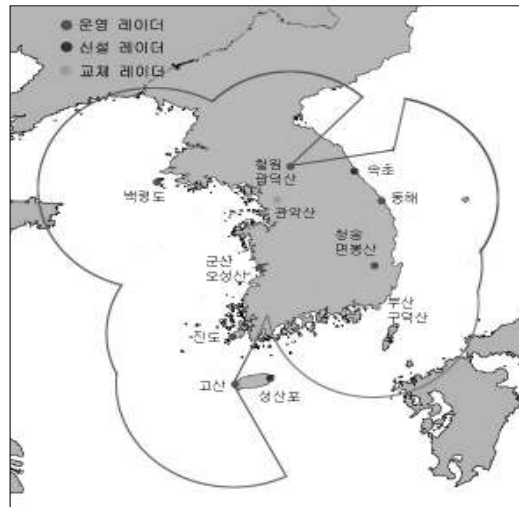 운영 레이더
신설 레이더
교체 레이더
철원
광덕산
속초
백령도
관악산
동해
청송
면봉산
군산
오성산
부산
구덕산
진도
고산
성산포